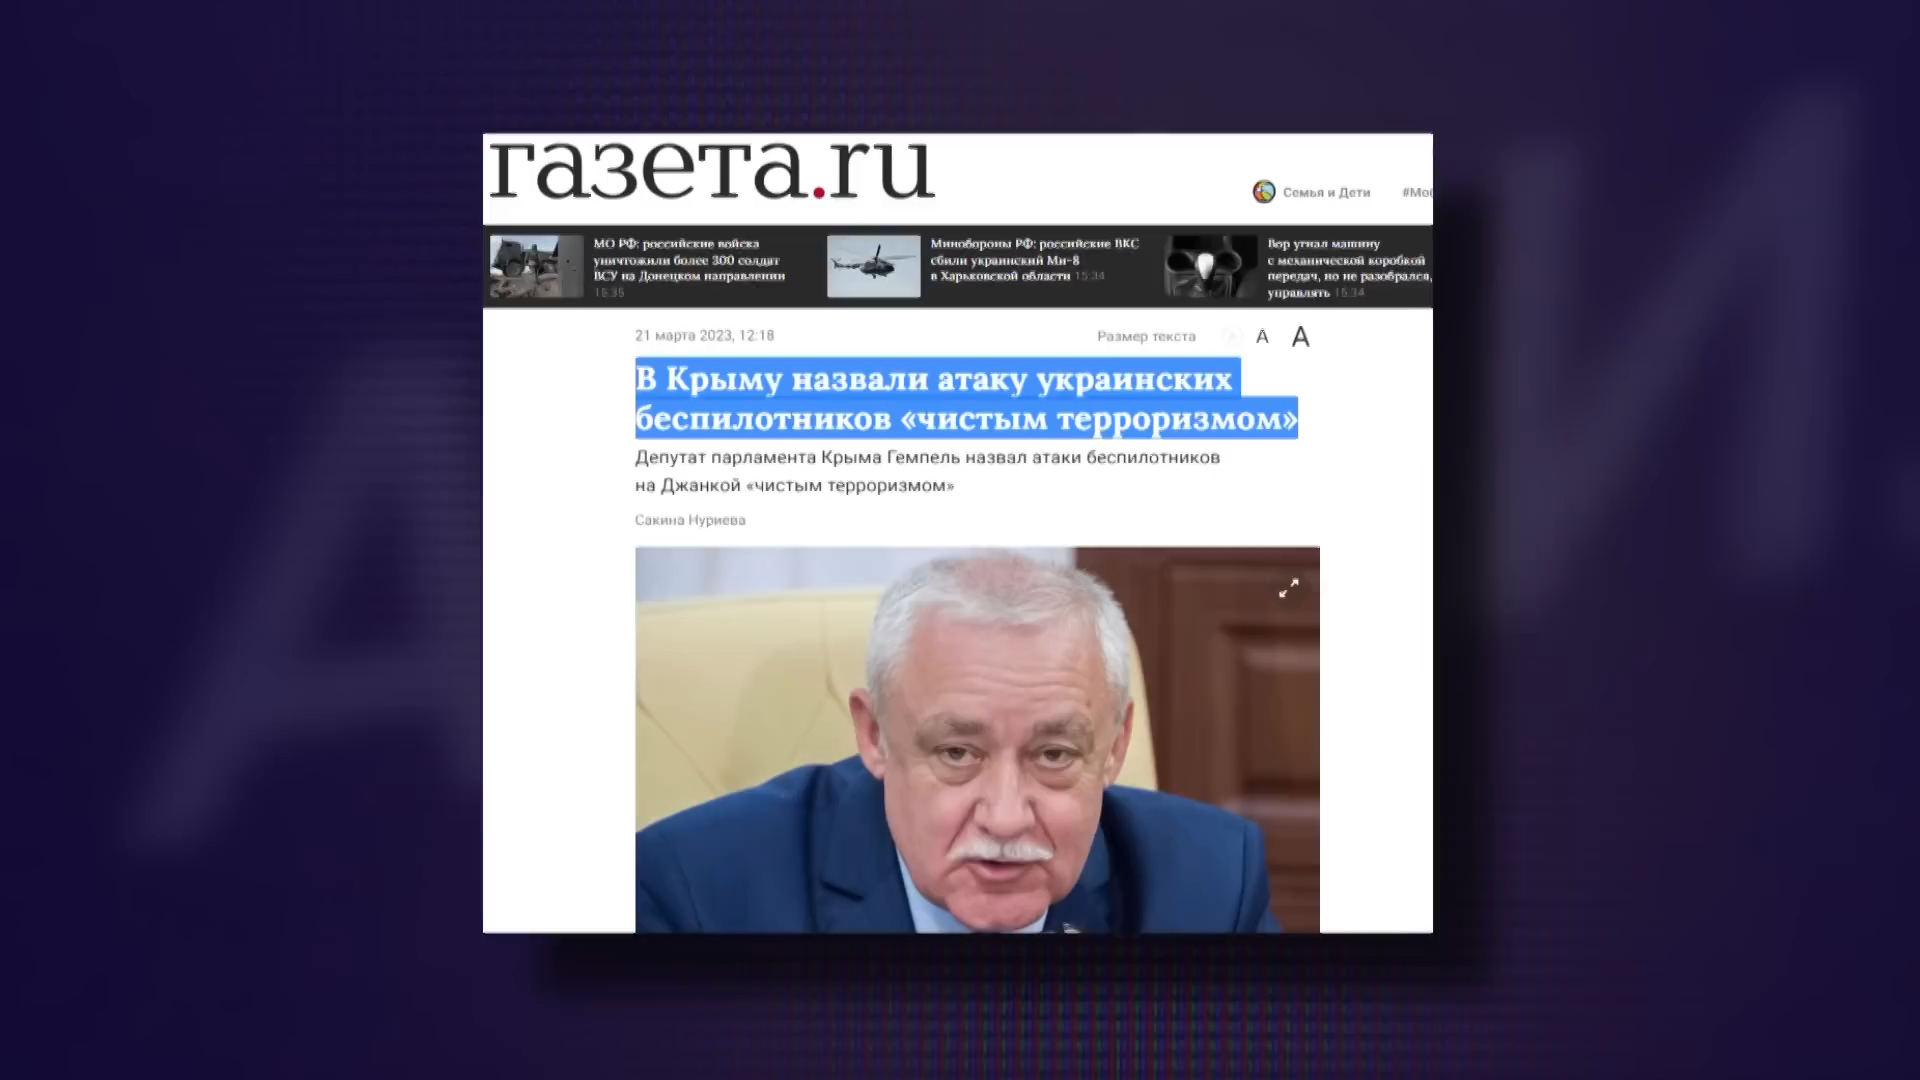 газета.ru
Семья и Дети
МО РФ: российские войска
уничтожили более 300 солдат
ВСУ на Донецком направлении
15:35
Минобороны РФ: российские ВКС
сбили украинский Ми-8
в Харьковской области 15:34
Вор угнал машину
с механической коробкой
передач, но не разобрался,
управлять 15:34
21 марта 2023, 12:18
Размер текста A A
В Крыму назвали атаку украинских
беспилотников «чистым терроризмом»
Депутат парламента Крыма Гемпель назвал атаки беспилотников
на Джанкой «чистым терроризмом»
Сакина Нуриева